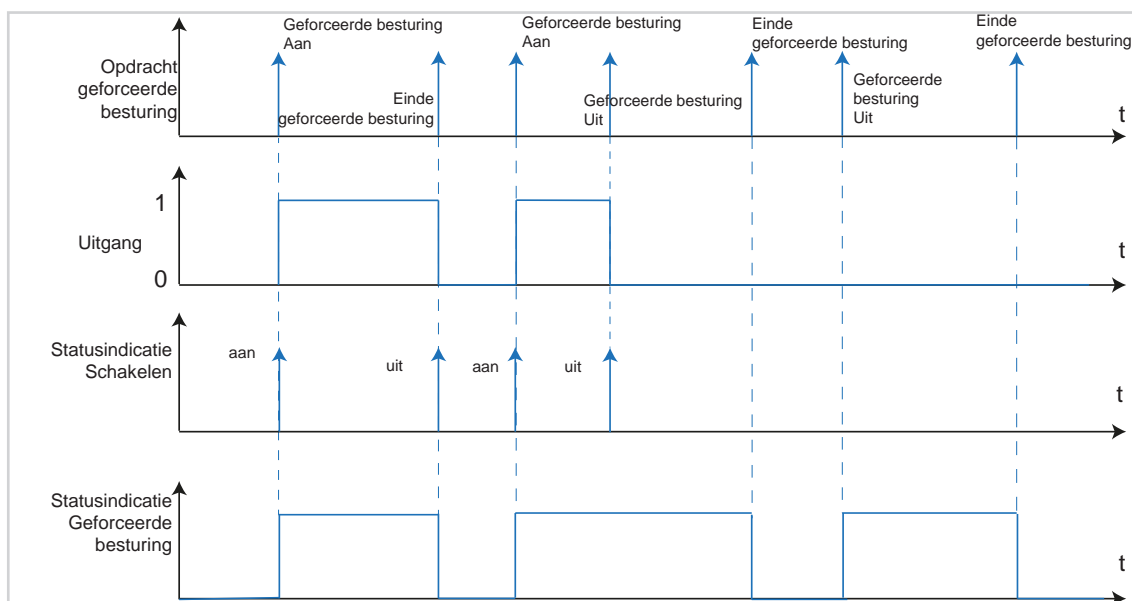 Geforceerde besturing
Aan
Geforceerde besturing
Aan
Einde
geforceerde besturing
Einde
geforceerde besturing
Opdracht
geforceerde
besturing
Einde
geforceerde besturing
Geforceerde besturing
Uit
Geforceerde
besturing
Uit
t
1
Uitgang
0
t
Statusindicatie
Schakelen
aan
uit
aan
uit
t
Statusindicatie
Geforceerde
besturing
t